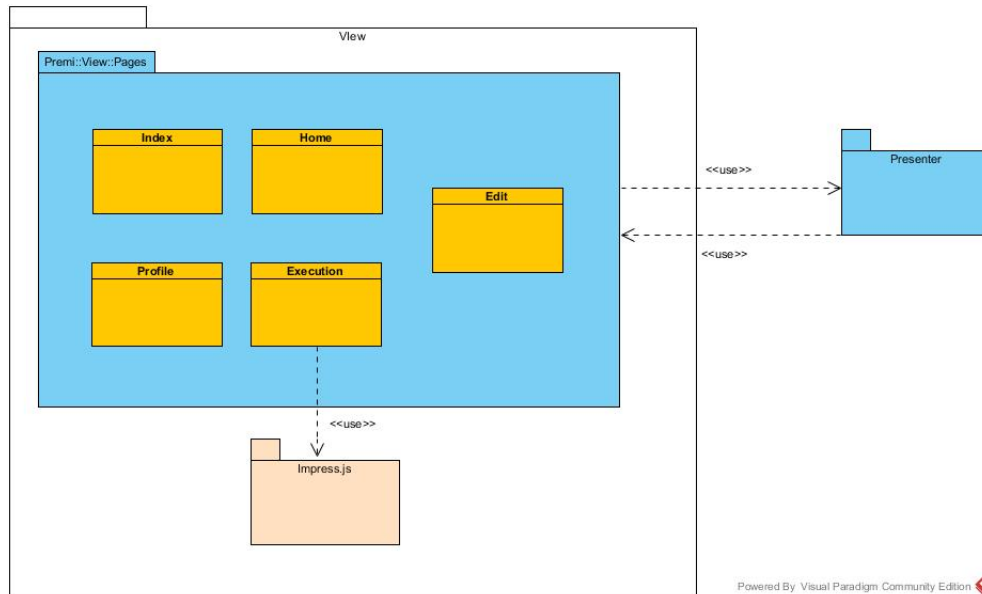 VIew
Premi::View::Pages
Index
Home
Edit
Profile
Execution
<<use>>
Presenter
<<use>>
<<use>>
Impress.js
Powered By Visual Paradigm Community Edition